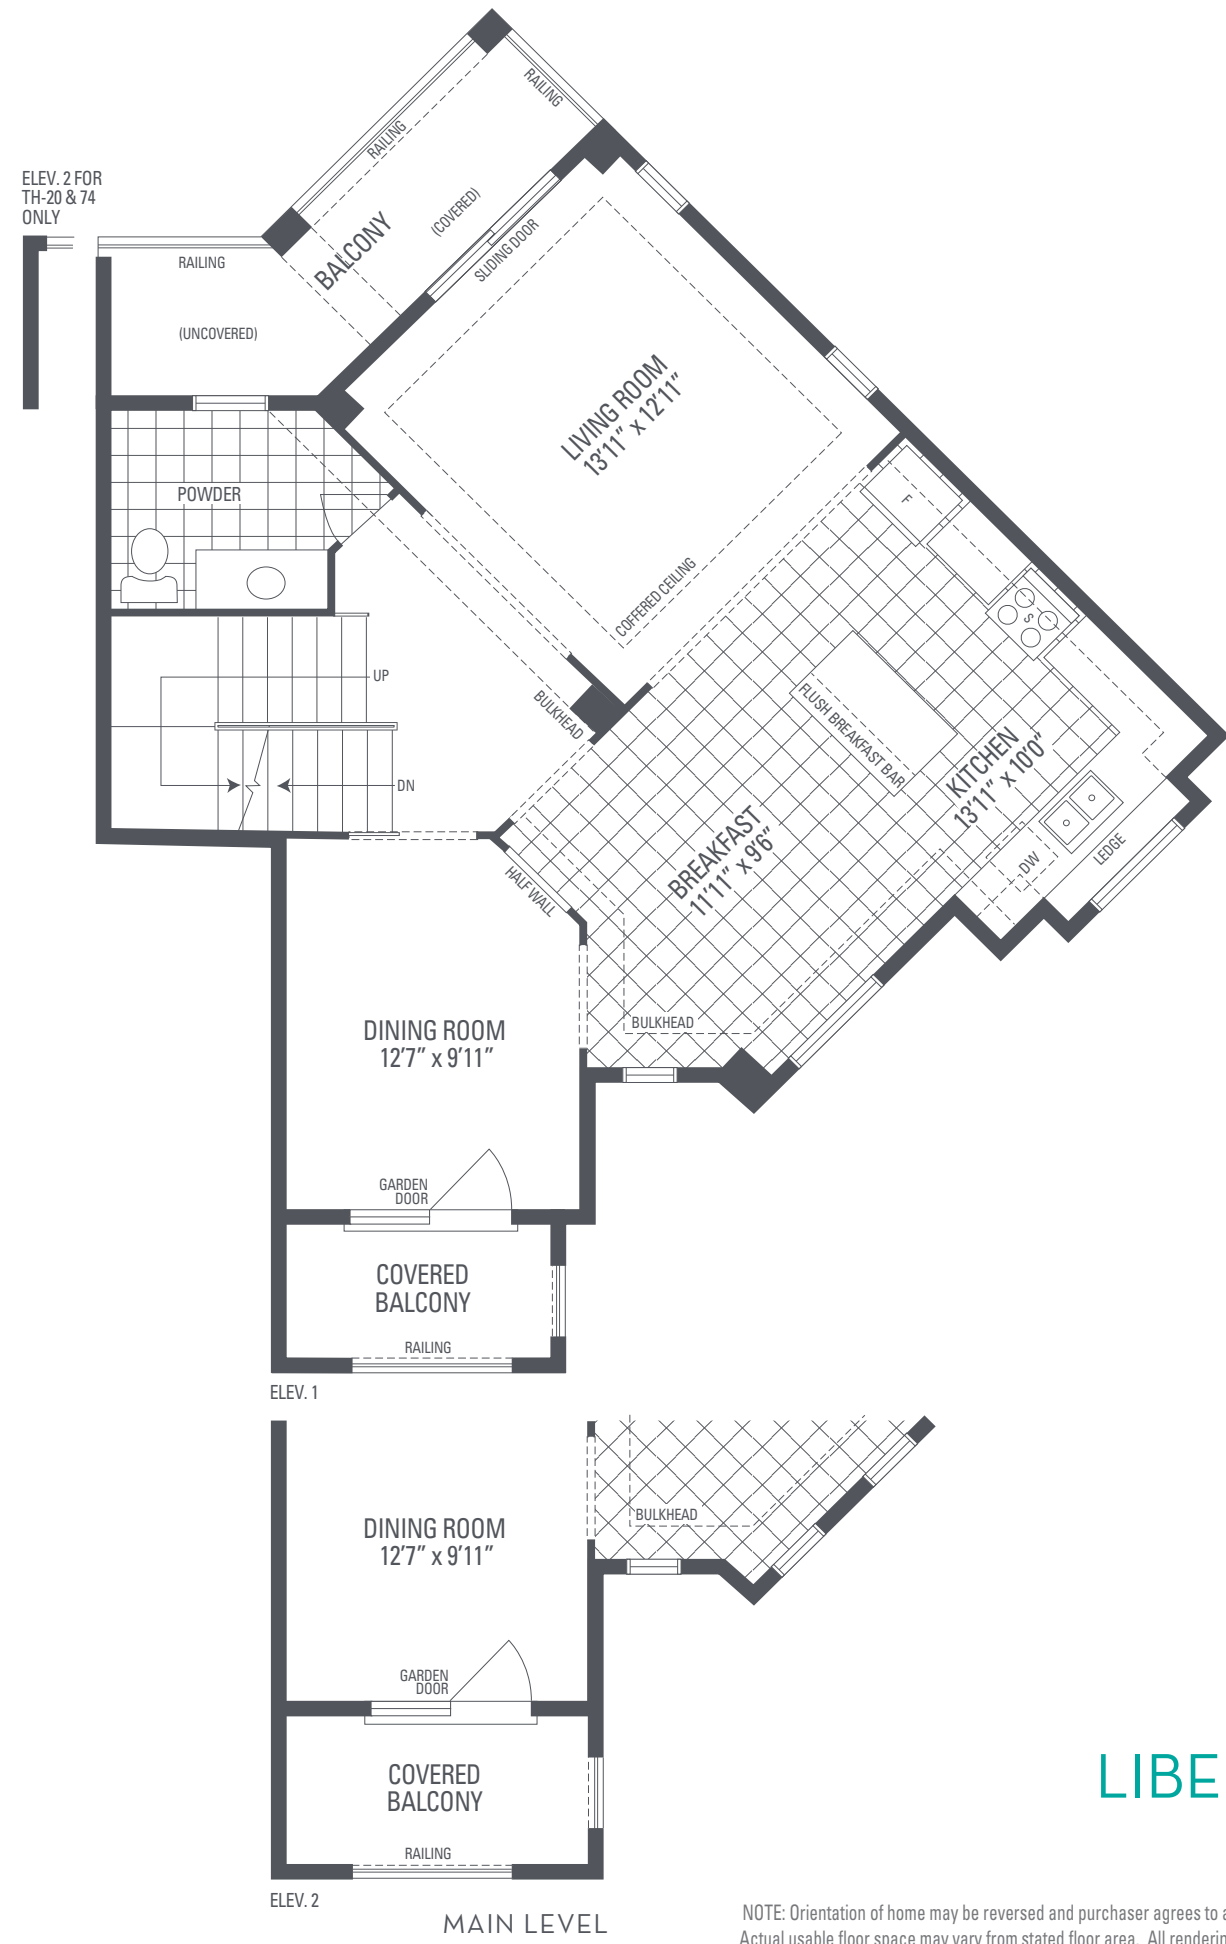 RAILING
RAILING
ELEV. 2 FOR
TH-20 & 74
ONLY
BALCONY
(COVERED)
SLIDING DOOR
RAILING
(UNCOVERED)
LIVING ROOM
13'11" x 12'11"
POWDER
F
COFFERED CEILING
S
UP
BULKHEAD
FLUSH BREAKFAST BAR
KITCHEN
13'11" x 10'0"
DN
BREAKFAST
11'11" x 9'6"
DW
LEDGE
HALF WALL
DINING ROOM
12'7" x 9'11"
BULKHEAD
GARDEN
DOOR
COVERED
BALCONY
RAILING
ELEV. 1
BULKHEAD
DINING ROOM
12'7" x 9'11"
GARDEN
DOOR
COVERED
BALCONY
RAILING
ELEV. 2
LIBE
MAIN LEVEL
NOTE: Orientation of home may be reversed and purchaser agrees to a
Actual usable floor space may vary from stated floor area. All renderin